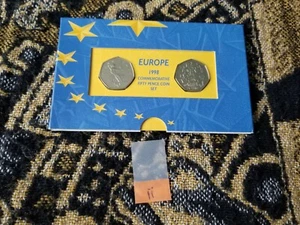 EUROPE
1998
COMMEMORATIVE
FIFTY PENCE COIN
SET